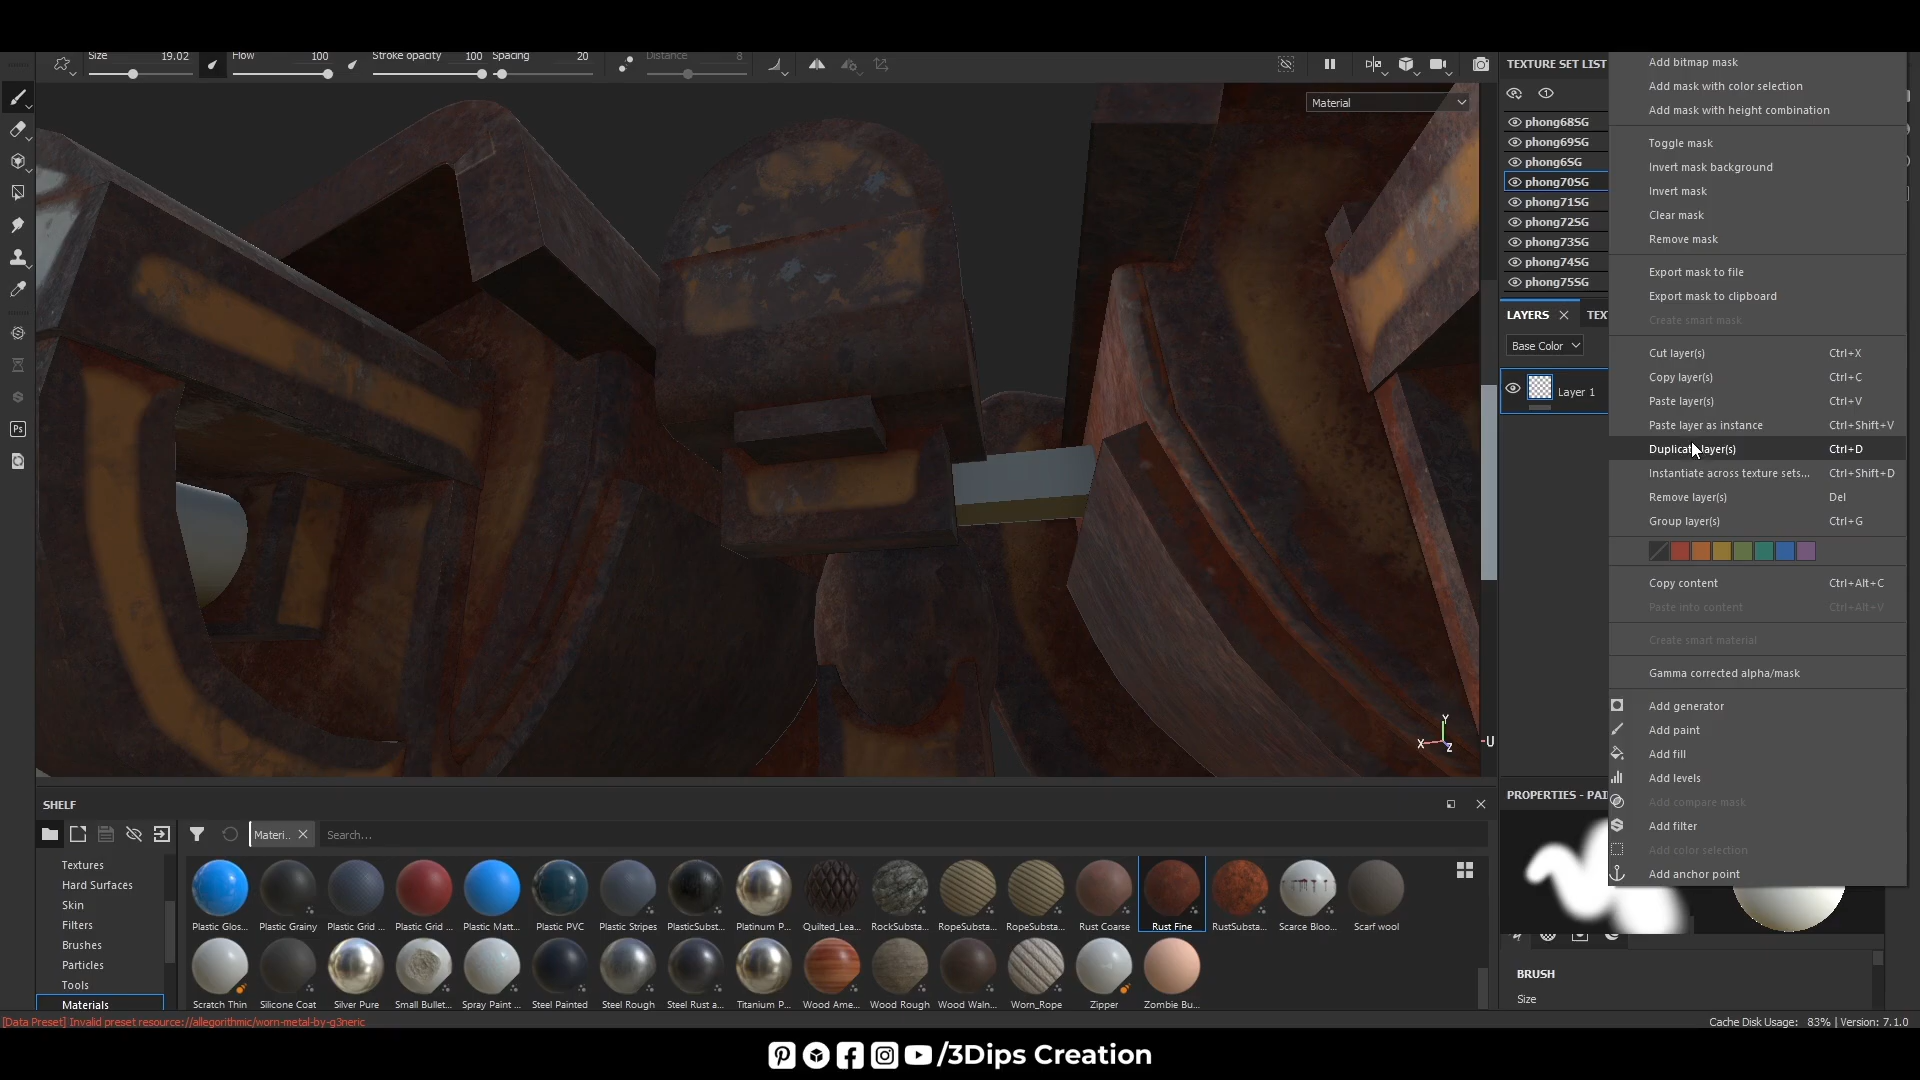 Size 19.02 Flow 100 Stroke opacity 100 Spacing 20 Distance 8
Material
TEXTURE SET LIST
phong68SG
phong69SG
phong6SG
phong70SG
phong71SG
phong72SG
phong73SG
phong74SG
phong75SG
LAYERS TEX
Base Color
Layer 1
Add bitmap mask
Add mask with color selection
Add mask with height combination
Toggle mask
Invert mask background
Invert mask
Clear mask
Remove mask
Export mask to file
Export mask to clipboard
Create smart mask
Cut layer(s) Ctrl+X
Copy layer(s) Ctrl+C
Paste layer(s) Ctrl+V
Paste layer as instance Ctrl+Shift+V
Duplicate layer(s) Ctrl+D
Instantiate across texture sets... Ctrl+Shift+D
Remove layer(s) Del
Group layer(s) Ctrl+G
Copy content Ctrl+Alt+C
Paste into content Ctrl+Alt+V
Create smart material
Gamma corrected alpha/mask
Add generator
Add paint
Add fill
Add levels
Add compare mask
Add filter
Add color selection
Add anchor point
Y
X
Z
U
PROPERTIES - PAI
BRUSH
Size
SHELF
Materi... Search...
Ps
Textures
Hard Surfaces
Skin
Filters
Brushes
Particles
Tools
Materials
Plastic Glos... Plastic Grainy Plastic Grid ... Plastic Grid ... Plastic Matt... Plastic PVC Plastic Stripes PlasticSubst... Platinum P... Quilted_Lea... RockSubsta... RopeSubsta... RopeSubsta... Rust Coarse Rust Fine RustSubsta... Scarce Bloo... Scarf wool
Scratch Thin Silicone Coat Silver Pure Small Bullet... Spray Paint ... Steel Painted Steel Rough Steel Rust a... Titanium P... Wood Ame... Wood Rough Wood Waln... Worn_Rope Zipper Zombie Bu...
[Data Preset] Invalid preset resource://allegorithmic/worn-metal-by-g3neric
Cache Disk Usage: 83% | Version: 7.1.0
/3Dips Creation